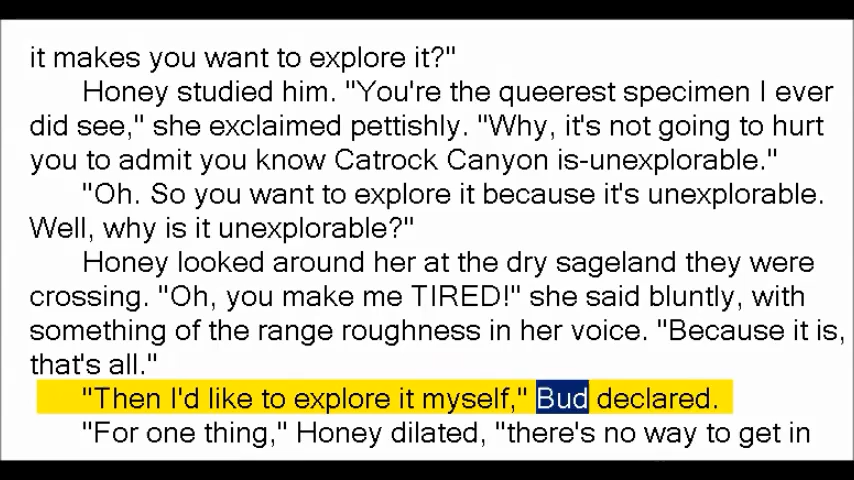 it makes you want to explore it?"
Honey studied him. "You're the queerest specimen I ever
did see," she exclaimed pettishly. "Why, it's not going to hurt
you to admit you know Catrock Canyon is-unexplorable."
"Oh. So you want to explore it because it's unexplorable.
Well, why is it unexplorable?"
Honey looked around her at the dry sageland they were
crossing. "Oh, you make me TIRED!" she said bluntly, with
something of the range roughness in her voice. "Because it is,
that's all."
"Then I'd like to explore it myself," Bud declared.
"For one thing," Honey dilated, "there's no way to get in